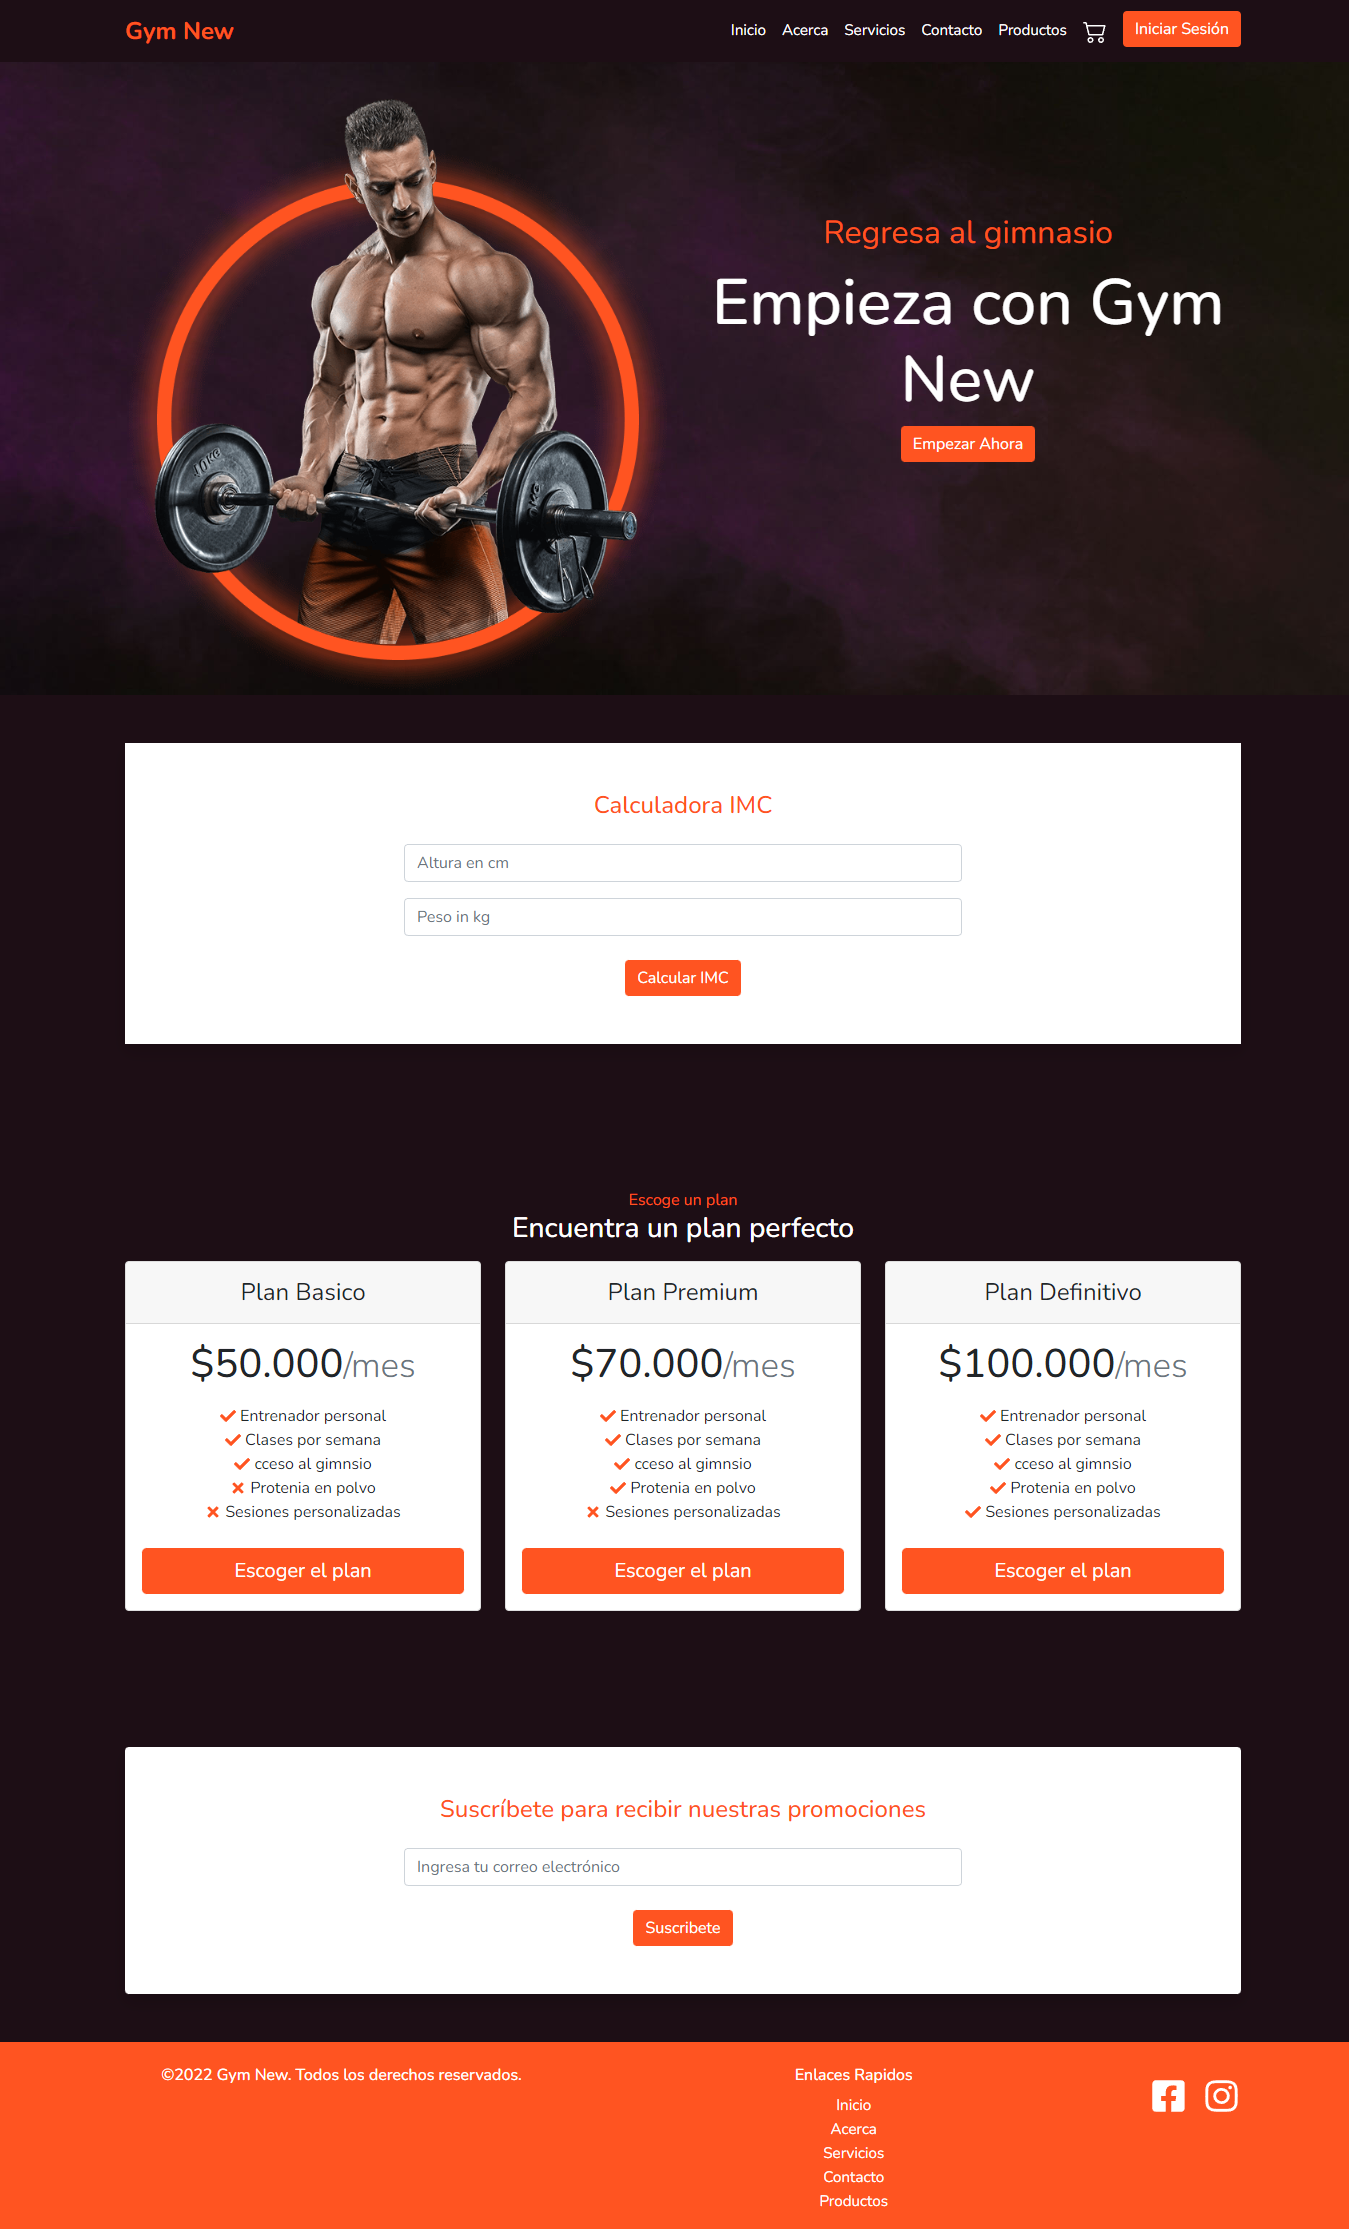 Gym New
Inicio Acerca Servicios Contacto Productos Iniciar Sesión
Regresa al gimnasio
Empieza con Gym
New
Empezar Ahora
Calculadora IMC
Altura en cm
Peso in kg
Calcular IMC
Escoge un plan
Encuentra un plan perfecto
Plan Basico
$50.000/mes
Entrenador personal
Clases por semana
cceso al gimnsio
Protenia en polvo
Sesiones personalizadas
Escoger el plan
Plan Premium
$70.000/mes
Entrenador personal
Clases por semana
cceso al gimnsio
Protenia en polvo
Sesiones personalizadas
Escoger el plan
Plan Definitivo
$100.000/mes
Entrenador personal
Clases por semana
cceso al gimnsio
Protenia en polvo
Sesiones personalizadas
Escoger el plan
Suscríbete para recibir nuestras promociones
Ingresa tu correo electrónico
Suscribete
©2022 Gym New. Todos los derechos reservados.
Enlaces Rapidos
Inicio
Acerca
Servicios
Contacto
Productos